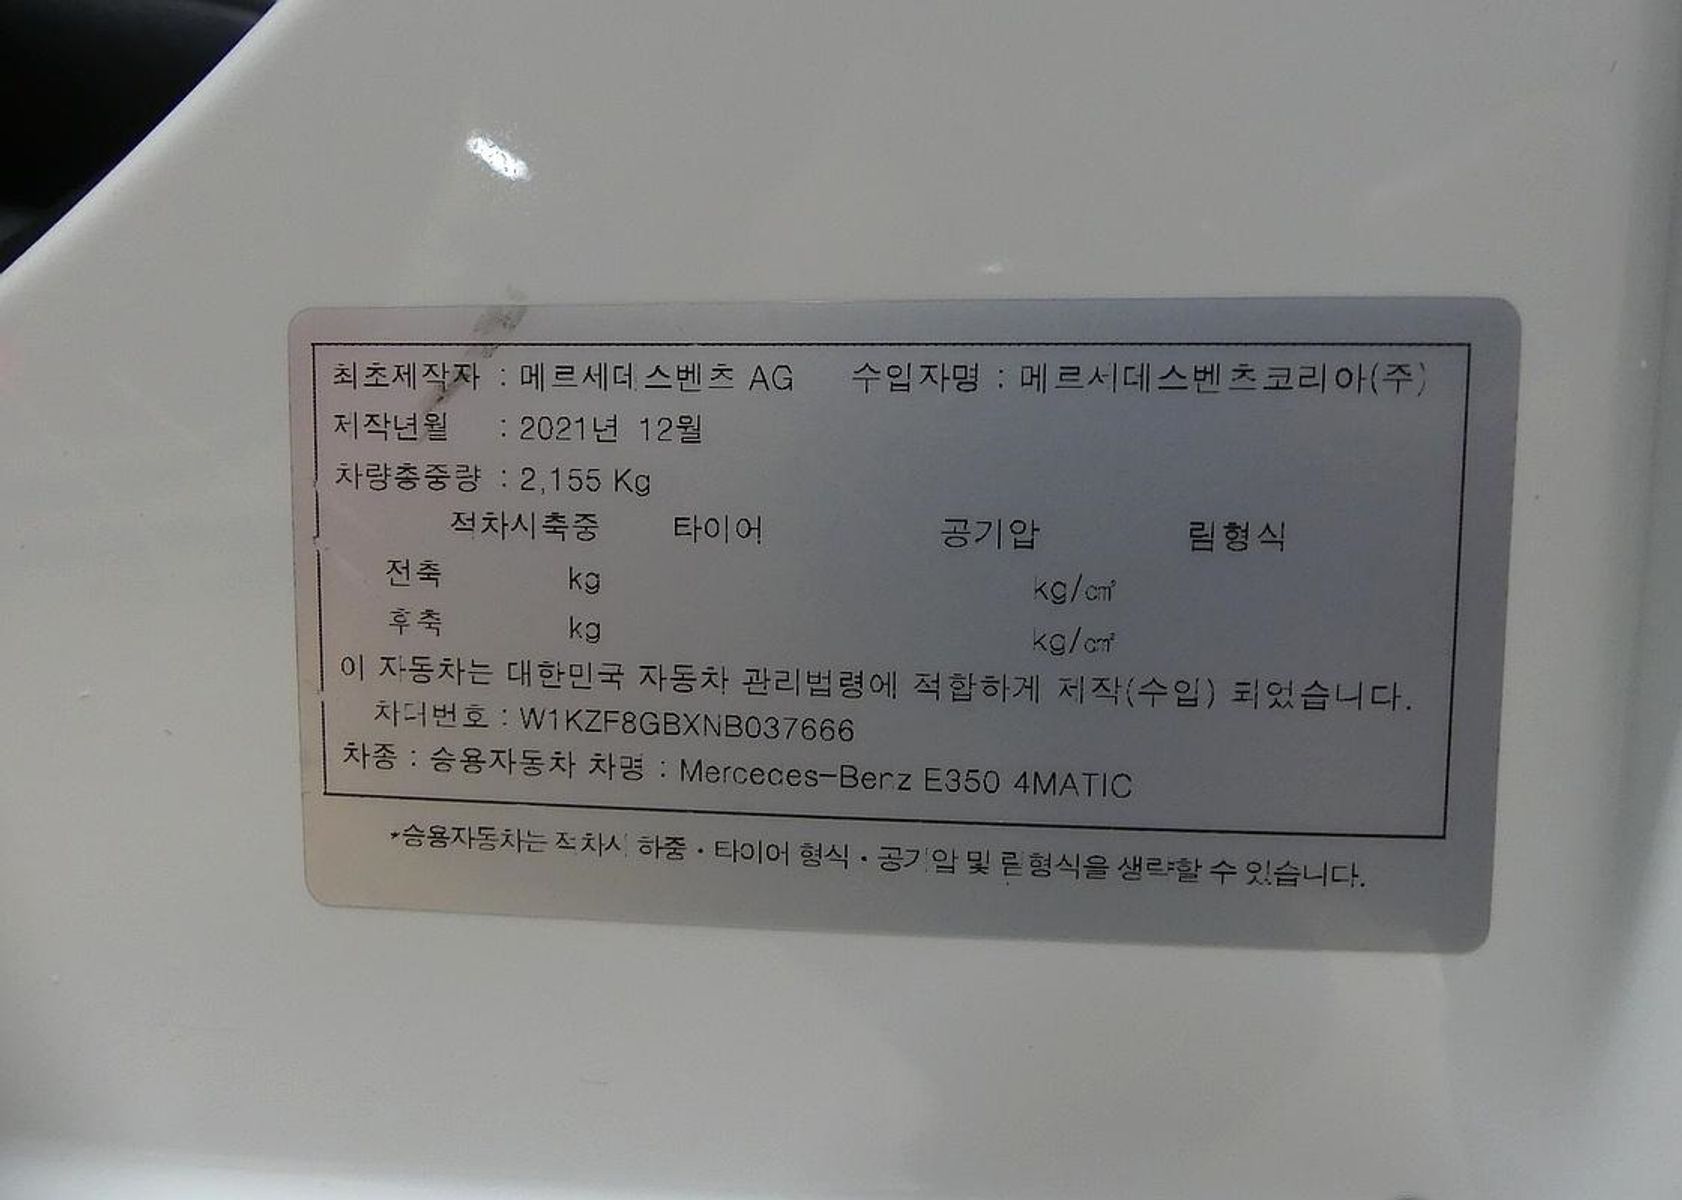 최초제작자 : 메르세데스벤츠 AG 수입자명 : 메르세데스벤츠코리아(주)
제작년월 : 2021년 12월
차량총중량 : 2,155 Kg
적차시축중 타이어 공기압 림형식
전축 kg kg/㎠
후축 kg kg/㎠
이 자동차는 대한민국 자동차 관리법령에 적합하게 제작(수입) 되었습니다.
차대번호 : W1KZF8GBXNB037666
차종 : 승용자동차 차명 : Mercedes-Benz E350 4MATIC
*승용자동차는 적차시 하중·타이어 형식·공기압 및 림형식을 생략할 수 있습니다.